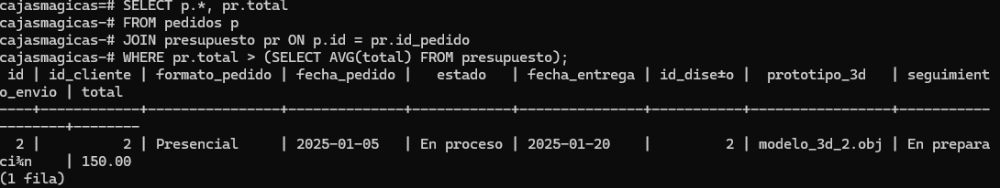 cajasmagicas=# SELECT p.*, pr.total
cajasmagicas-# FROM pedidos p
cajasmagicas-# JOIN presupuesto pr ON p.id = pr.id_pedido
cajasmagicas-# WHERE pr.total > (SELECT AVG(total) FROM presupuesto);
 id | id_cliente | formato_pedido | fecha_pedido |   estado   | fecha_entrega | id_dise±o |  prototipo_3d   | seguimient
o_envio | total
----+------------+----------------+--------------+------------+---------------+-----------+-----------------+-----------
--------+--------
  2 |          2 | Presencial     | 2025-01-05   | En proceso | 2025-01-20    |         2 | modelo_3d_2.obj | En prepara
ci¾n    | 150.00
(1 fila)